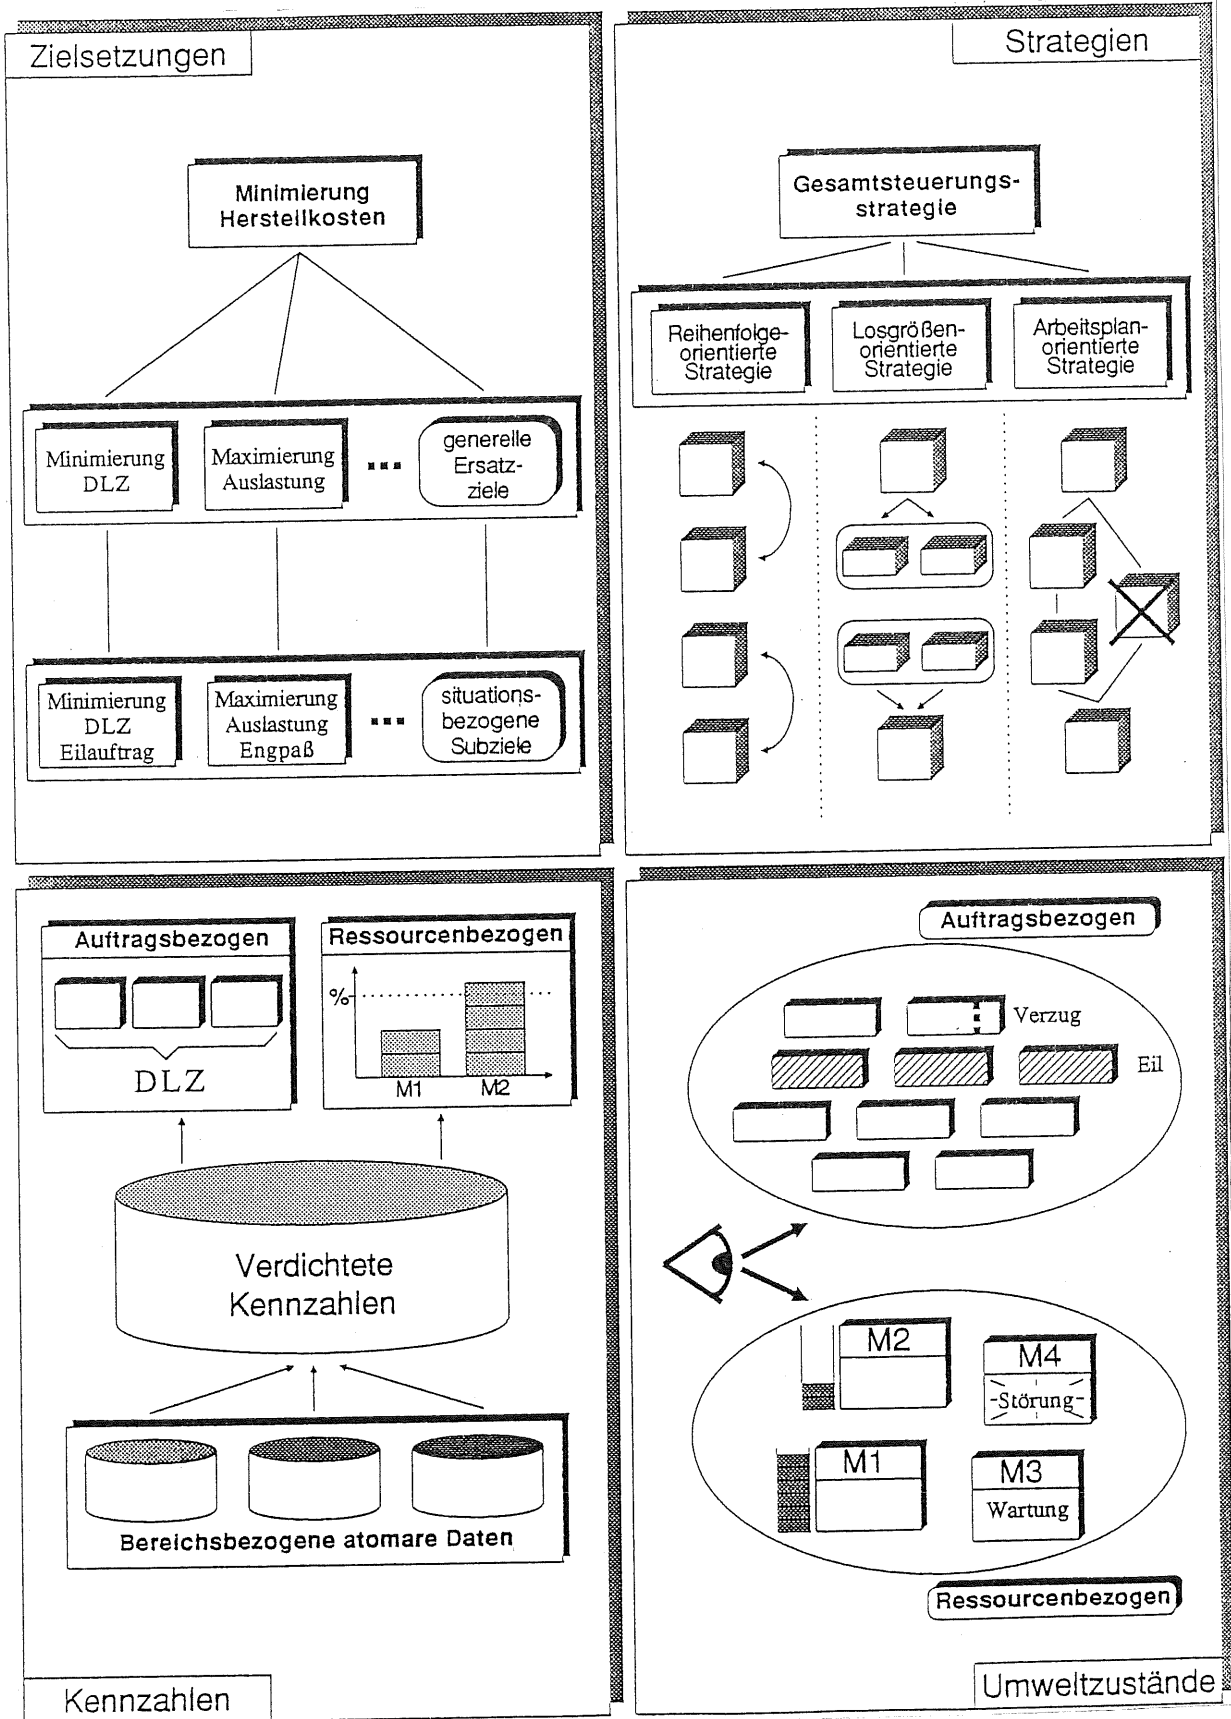 Zielsetzungen
Minimierung
Herstellkosten
Minimierung
DLZ
Maximierung
Auslastung
generelle
Ersatz-
ziele
Minimierung
DLZ
Eilauftrag
Maximierung
Auslastung
Engpaß
situations-
bezogene
Subziele
Strategien
Gesamtsteuerungs-
strategie
Reihenfolge-
orientierte
Strategie
Losgrößen-
orientierte
Strategie
Arbeitsplan-
orientierte
Strategie
Auftragsbezogen
DLZ
Ressourcenbezogen
%
M1
M2
Verdichtete
Kennzahlen
Bereichsbezogene atomare Daten
Kennzahlen
Auftragsbezogen
Verzug
Eil
M2
M4
Störung
M1
M3
Wartung
Ressourcenbezogen
Umweltzustände